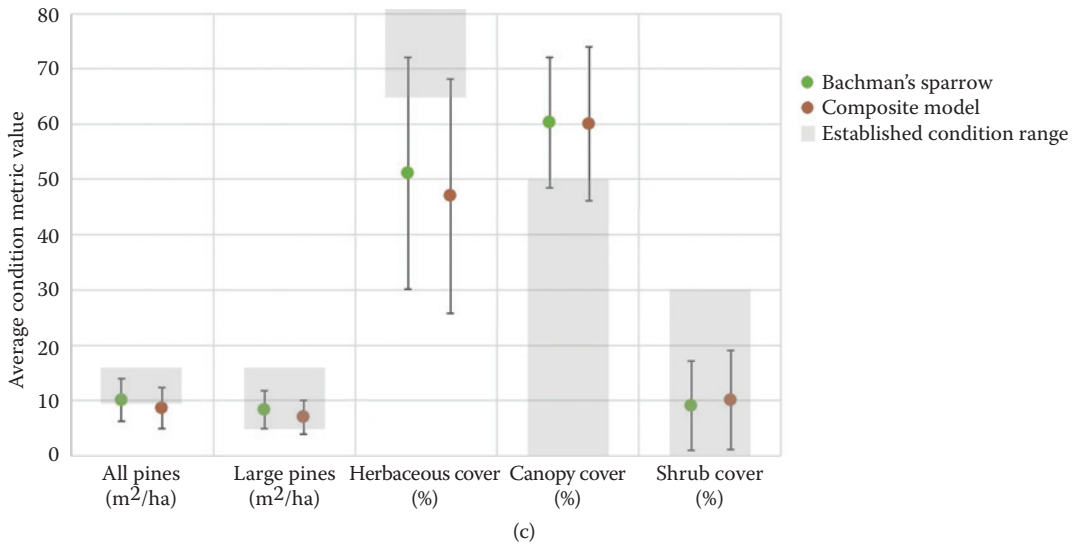 80
70
60
50
40
30
20
10
0
Average condition metric value
All pines
(m2/ha)
Large pines
(m2/ha)
Herbaceous cover
(%)
Canopy cover
(%)
Shrub cover
(%)
Bachman's sparrow
Composite model
Established condition range
(c)